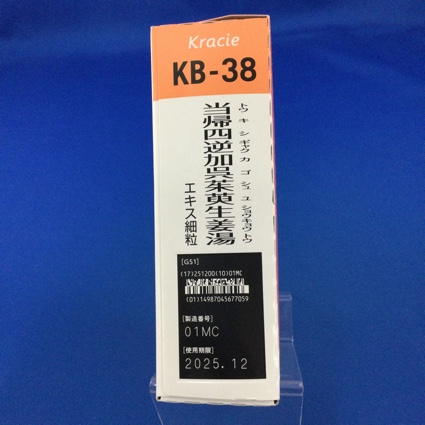 Kracie
KB-38
トウ キ シ ギャク カ ゴ シュ ユ ショウキョウトウ
当帰四逆加呉茱萸生姜湯
エキス細粒
[GS1]
(17)251200(10)01MC
(01)14987045677059
[製造番号]
01MC
[使用期限]
2025.12